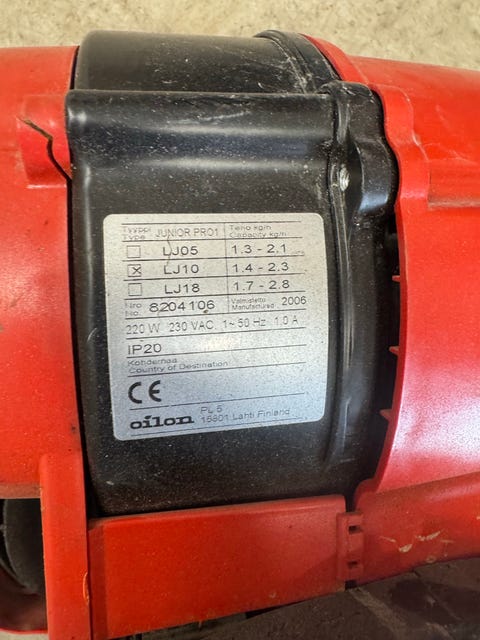 Tyyppi JUNIOR PRO1 Teho kg/h
Type Capacity kg/h
LJ05 1.3 - 2.1
x LJ10 1.4 - 2.3
LJ18 1.7 - 2.8
Nro Valmistettu 2006
No. 8204106 Manufactured
220 W 230 VAC 1~ 50 Hz 1.0 A
IP20
Kohdemaa
Country of Destination
CE
oilon PL 5
15801 Lahti Finland